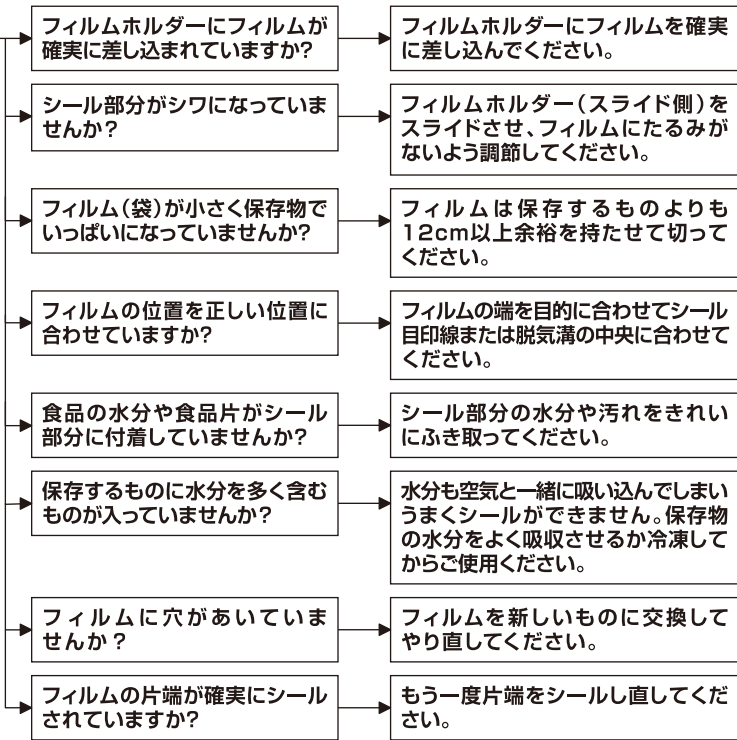 フィルムホルダーにフィルムが
確実に差し込まれていますか?
フィルムホルダーにフィルムを確実
に差し込んでください。
シール部分がシワになっていま
せんか?
フィルムホルダー(スライド側)を
スライドさせ、フィルムにたるみが
ないよう調節してください。
フィルム(袋)が小さく保存物で
いっぱいになっていませんか?
フィルムは保存するものよりも
12cm以上余裕を持たせて切って
ください。
フィルムの位置を正しい位置に
合わせていますか?
フィルムの端を目的に合わせてシール
目印線または脱気溝の中央に合わせて
ください。
食品の水分や食品片がシール
部分に付着していませんか?
シール部分の水分や汚れをきれい
にふき取ってください。
保存するものに水分を多く含む
ものが入っていませんか?
水分も空気と一緒に吸い込んでしまい
うまくシールができません。保存物
の水分をよく吸収させるか冷凍して
からご使用ください。
フィルムに穴があいていま
せんか?
フィルムを新しいものに交換して
やり直してください。
フィルムの片端が確実にシール
されていますか?
もう一度片端をシールし直してくだ
さい。